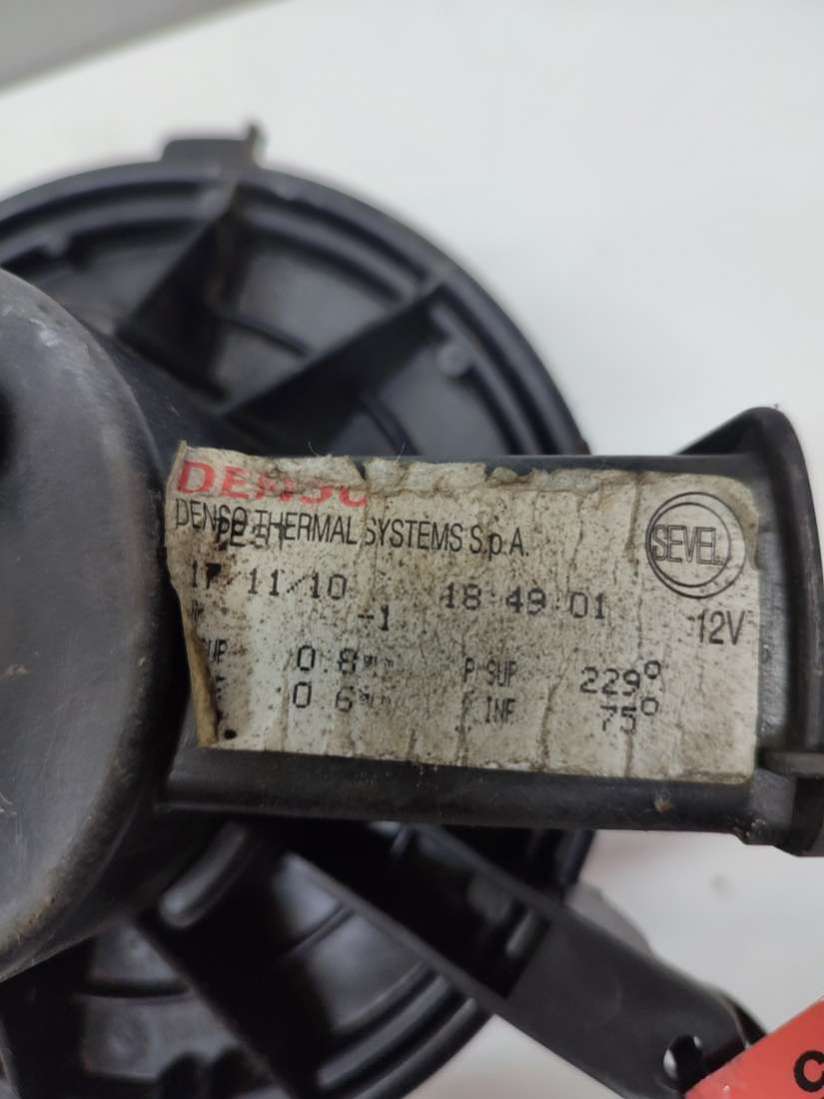 DENSO
DENSO THERMAL SYSTEMS S.p.A.
SEVEL
/11/10 18:49:01
-1
12V
0.8 P SUP 229°
0.6 INF 75°